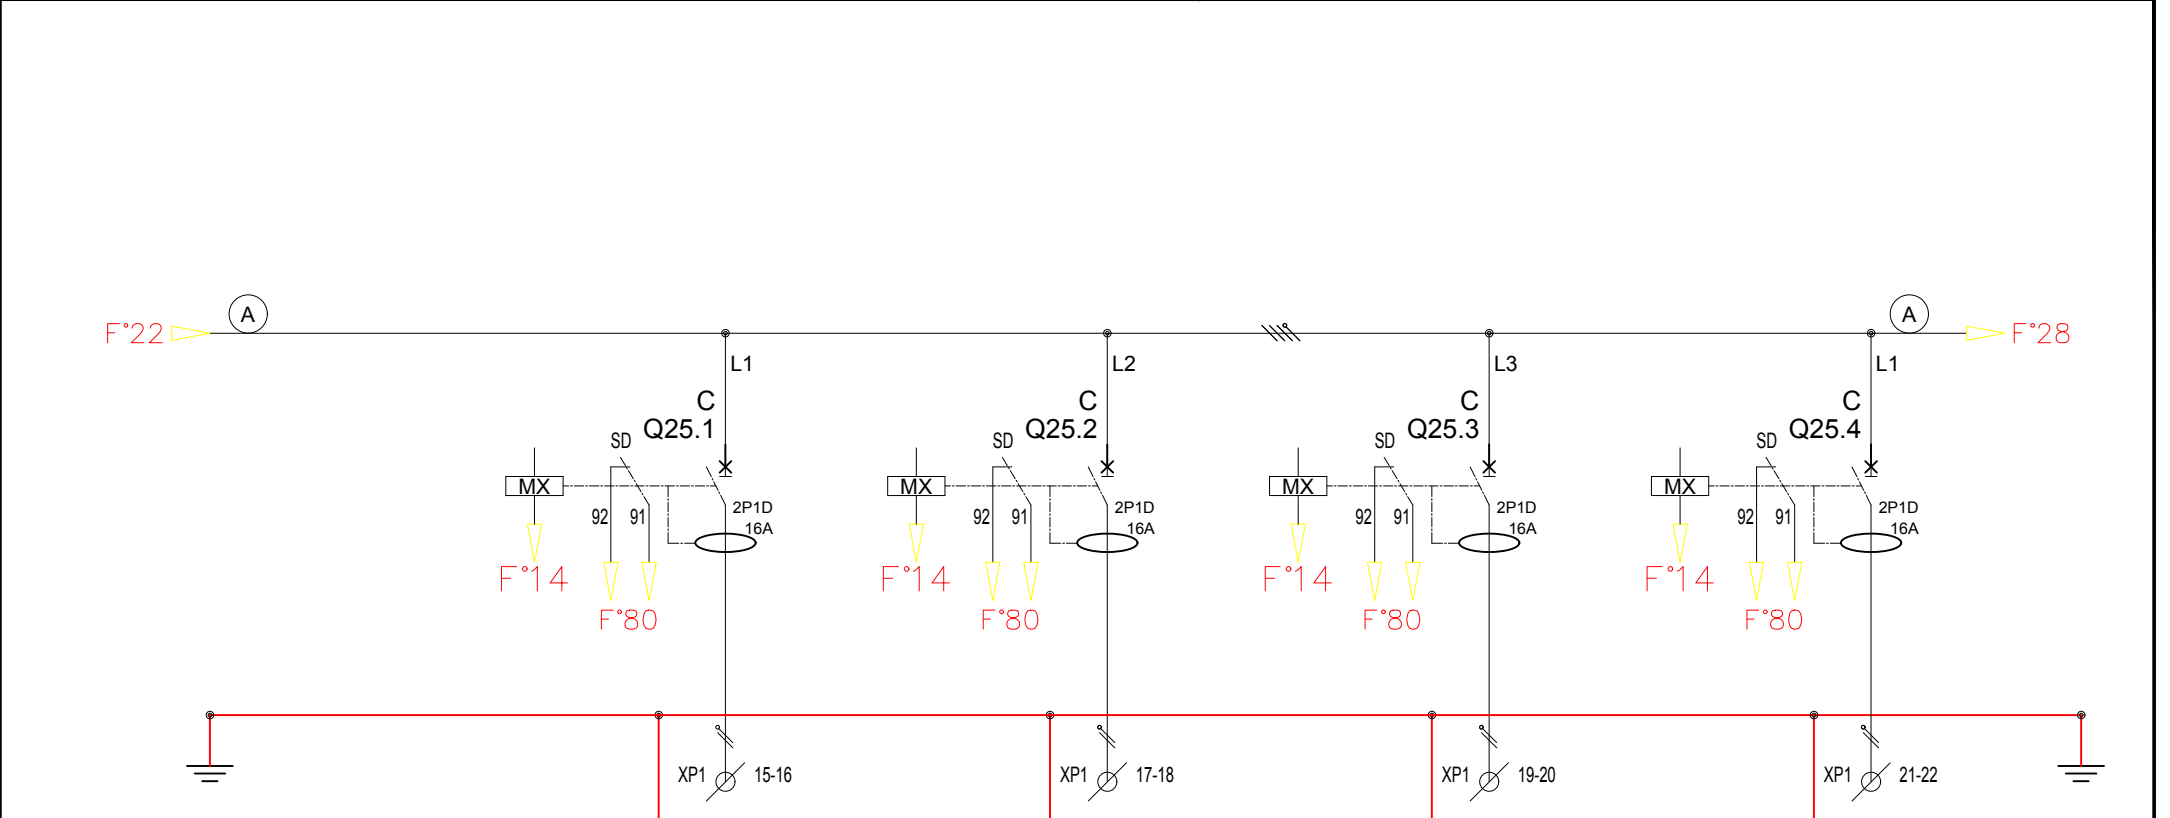 A
A
F°22
F°28
L1
L2
L3
L1
C
C
C
C
Q25.1
Q25.2
Q25.3
Q25.4
SD
SD
SD
SD
MX
MX
MX
MX
2P1D
2P1D
2P1D
2P1D
92 91
92 91
92 91
92 91
16A
16A
16A
16A
F°14
F°14
F°14
F°14
F°80
F°80
F°80
F°80
XP1 15-16
XP1 17-18
XP1 19-20
XP1 21-22